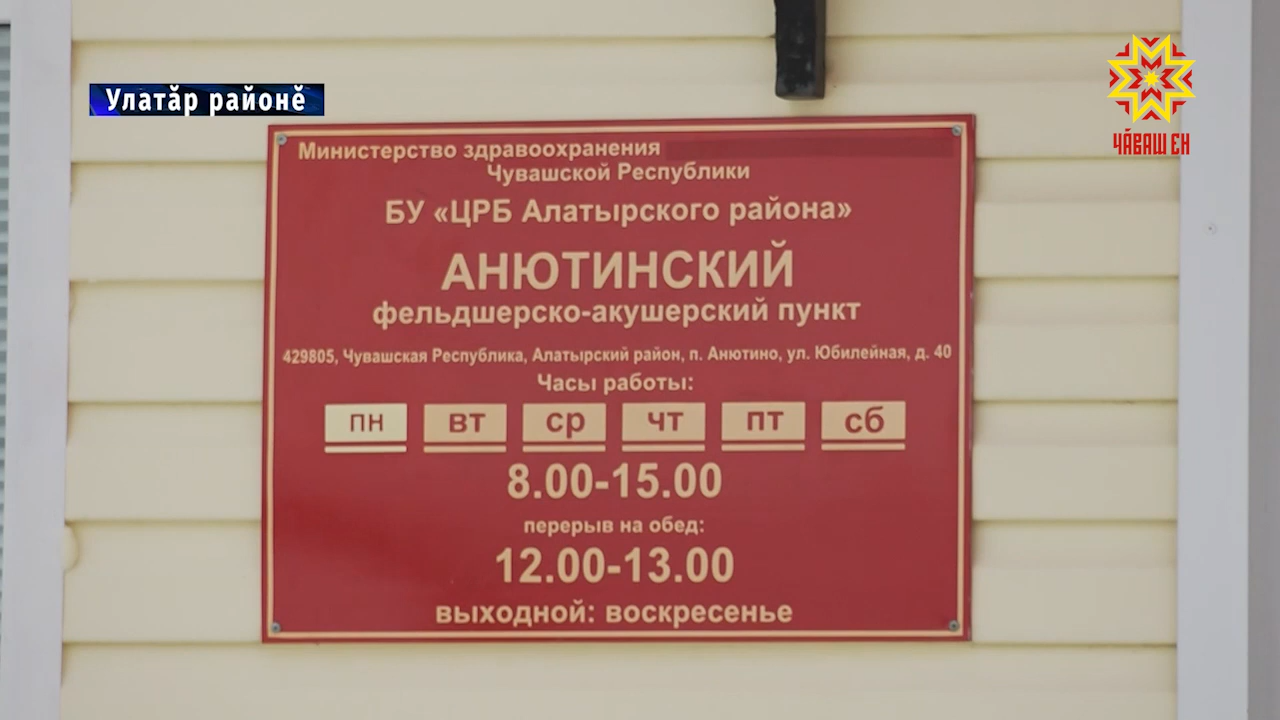 Улатӑр районӗ
ЧӐВАШ ЕН
Министерство здравоохранения
Чувашской Республики
БУ «ЦРБ Алатырского района»
АНЮТИНСКИЙ
фельдшерско-акушерский пункт
429805, Чувашская Республика, Алатырский район, п. Анютино, ул. Юбилейная, д. 40
Часы работы:
пн вт ср чт пт сб
8.00-15.00
перерыв на обед:
12.00-13.00
выходной: воскресенье